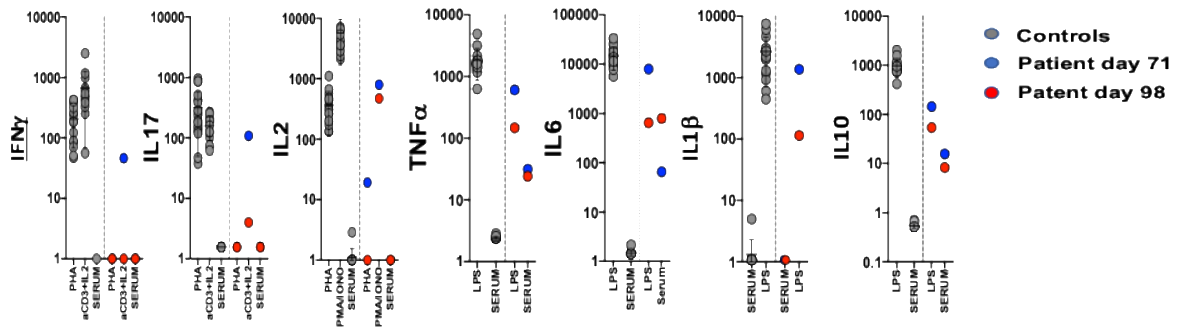 IFNγ
10000
1000
100
10
1
PHA
aCD3+IL2
SERUM
PHA
aCD3+IL2
SERUM
IL17
10000
1000
100
10
1
PHA
aCD3+IL2
SERUM
PHA
aCD3+IL2
SERUM
IL2
10000
1000
100
10
1
PHA
PMA/IONO
SERUM
PHA
PMA/IONO
SERUM
TNFα
10000
1000
100
10
1
LPS
SERUM
LPS
SERUM
IL6
100000
10000
1000
100
10
1
LPS
SERUM
LPS
Serum
IL1β
10000
1000
100
10
1
SERUM
LPS
SERUM
LPS
IL10
10000
1000
100
10
1
0.1
LPS
SERUM
LPS
SERUM
Controls
Patient day 71
Patent day 98